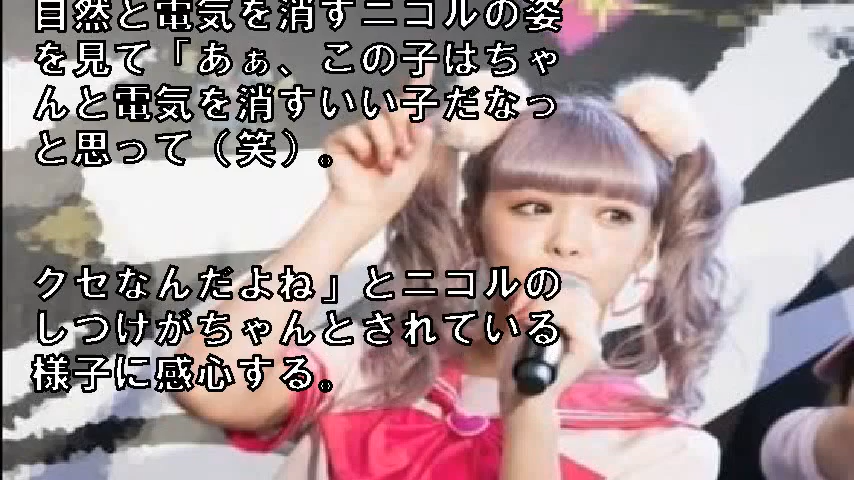 自然と電気を消すニコルの姿
を見て「あぁ、この子はちゃ
んと電気を消すいい子だなっ
と思って（笑）。
クセなんだよね」とニコルの
しつけがちゃんとされている
様子に感心する。